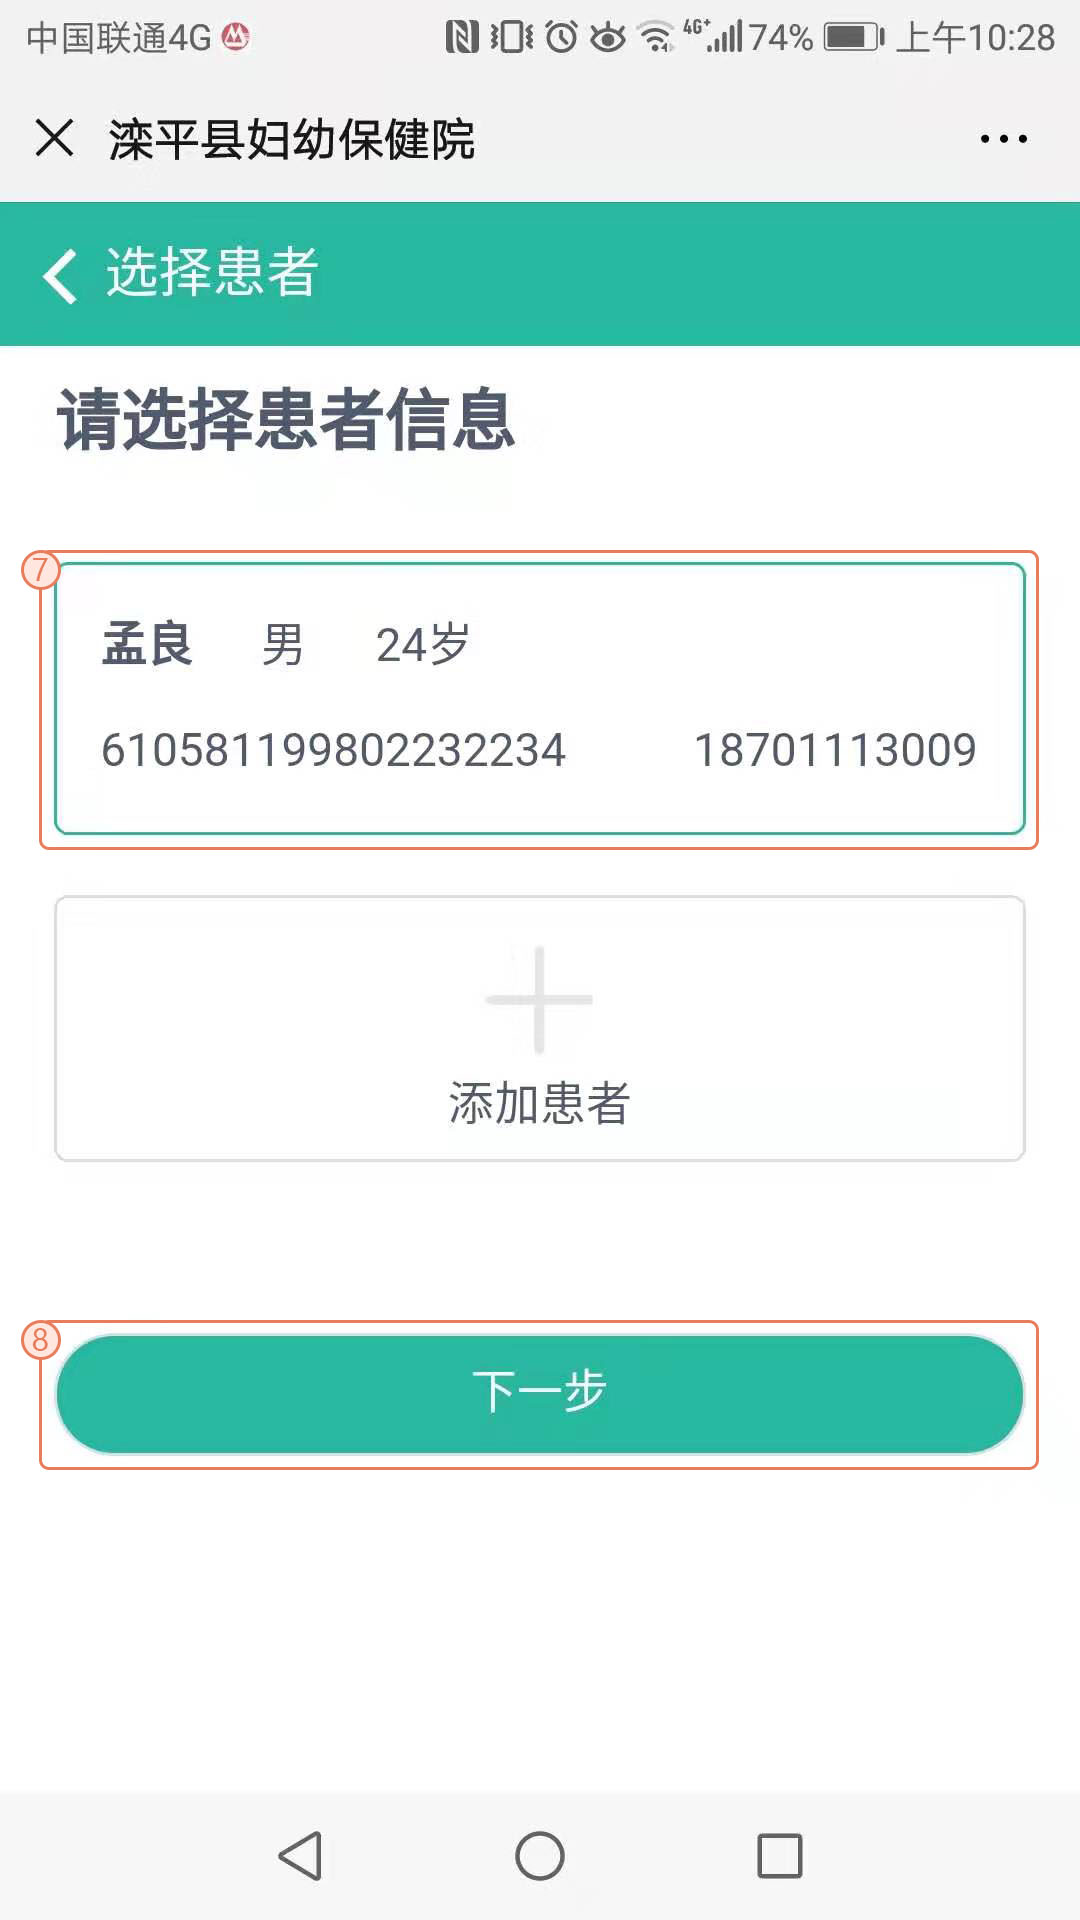 中国联通4G 4G+ 74% 上午10:28
滦平县妇幼保健院
选择患者
请选择患者信息
7
孟良 男 24岁
610581199802232234 18701113009
添加患者
8
下一步